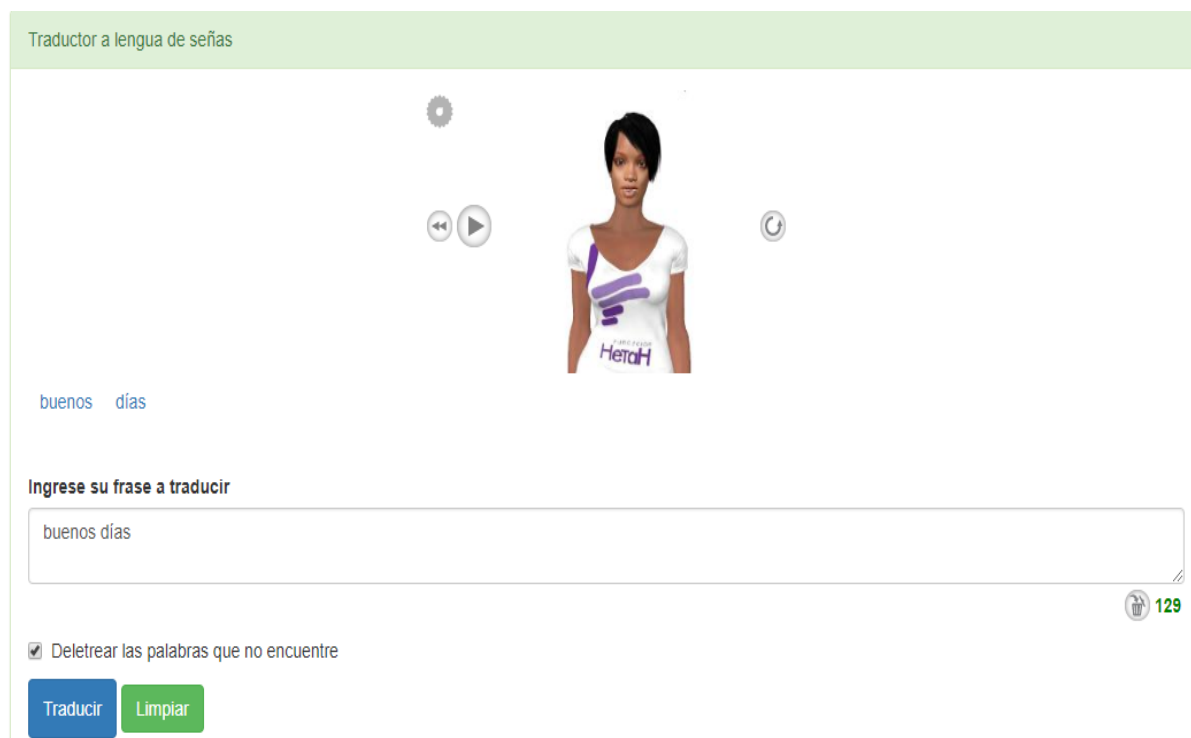 Traductor a lengua de señas
HeTaH
buenos días
Ingrese su frase a traducir
buenos días
129
Deletrear las palabras que no encuentre
Traducir Limpiar